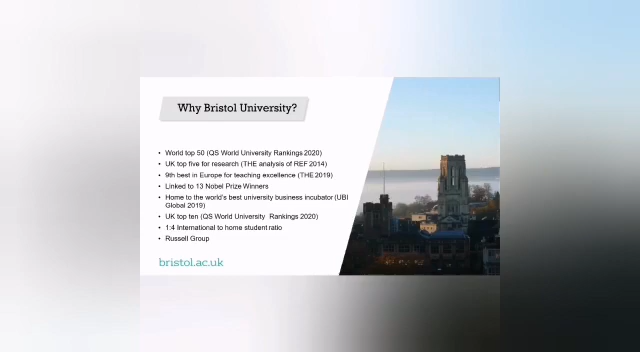 Why Bristol University?
• World top 50 (QS World University Rankings 2020)
• UK top five for research (THE analysis of REF 2014)
• 9th best in Europe for teaching excellence (THE 2019)
• Linked to 13 Nobel Prize Winners
• Home to the world's best university business incubator (UBI
Global 2019)
• UK top ten (QS World University Rankings 2020)
• 1:4 International to home student ratio
• Russell Group
bristol.ac.uk